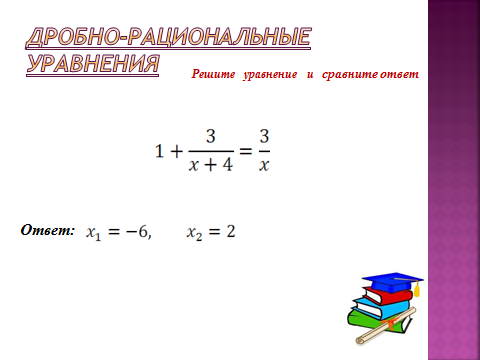 ДРОБНО-РАЦИОНАЛЬНЫЕ
УРАВНЕНИЯ
Решите уравнение и сравните ответ
1 + 3/(x + 4) = 3/x
Ответ: x₁ = −6, x₂ = 2